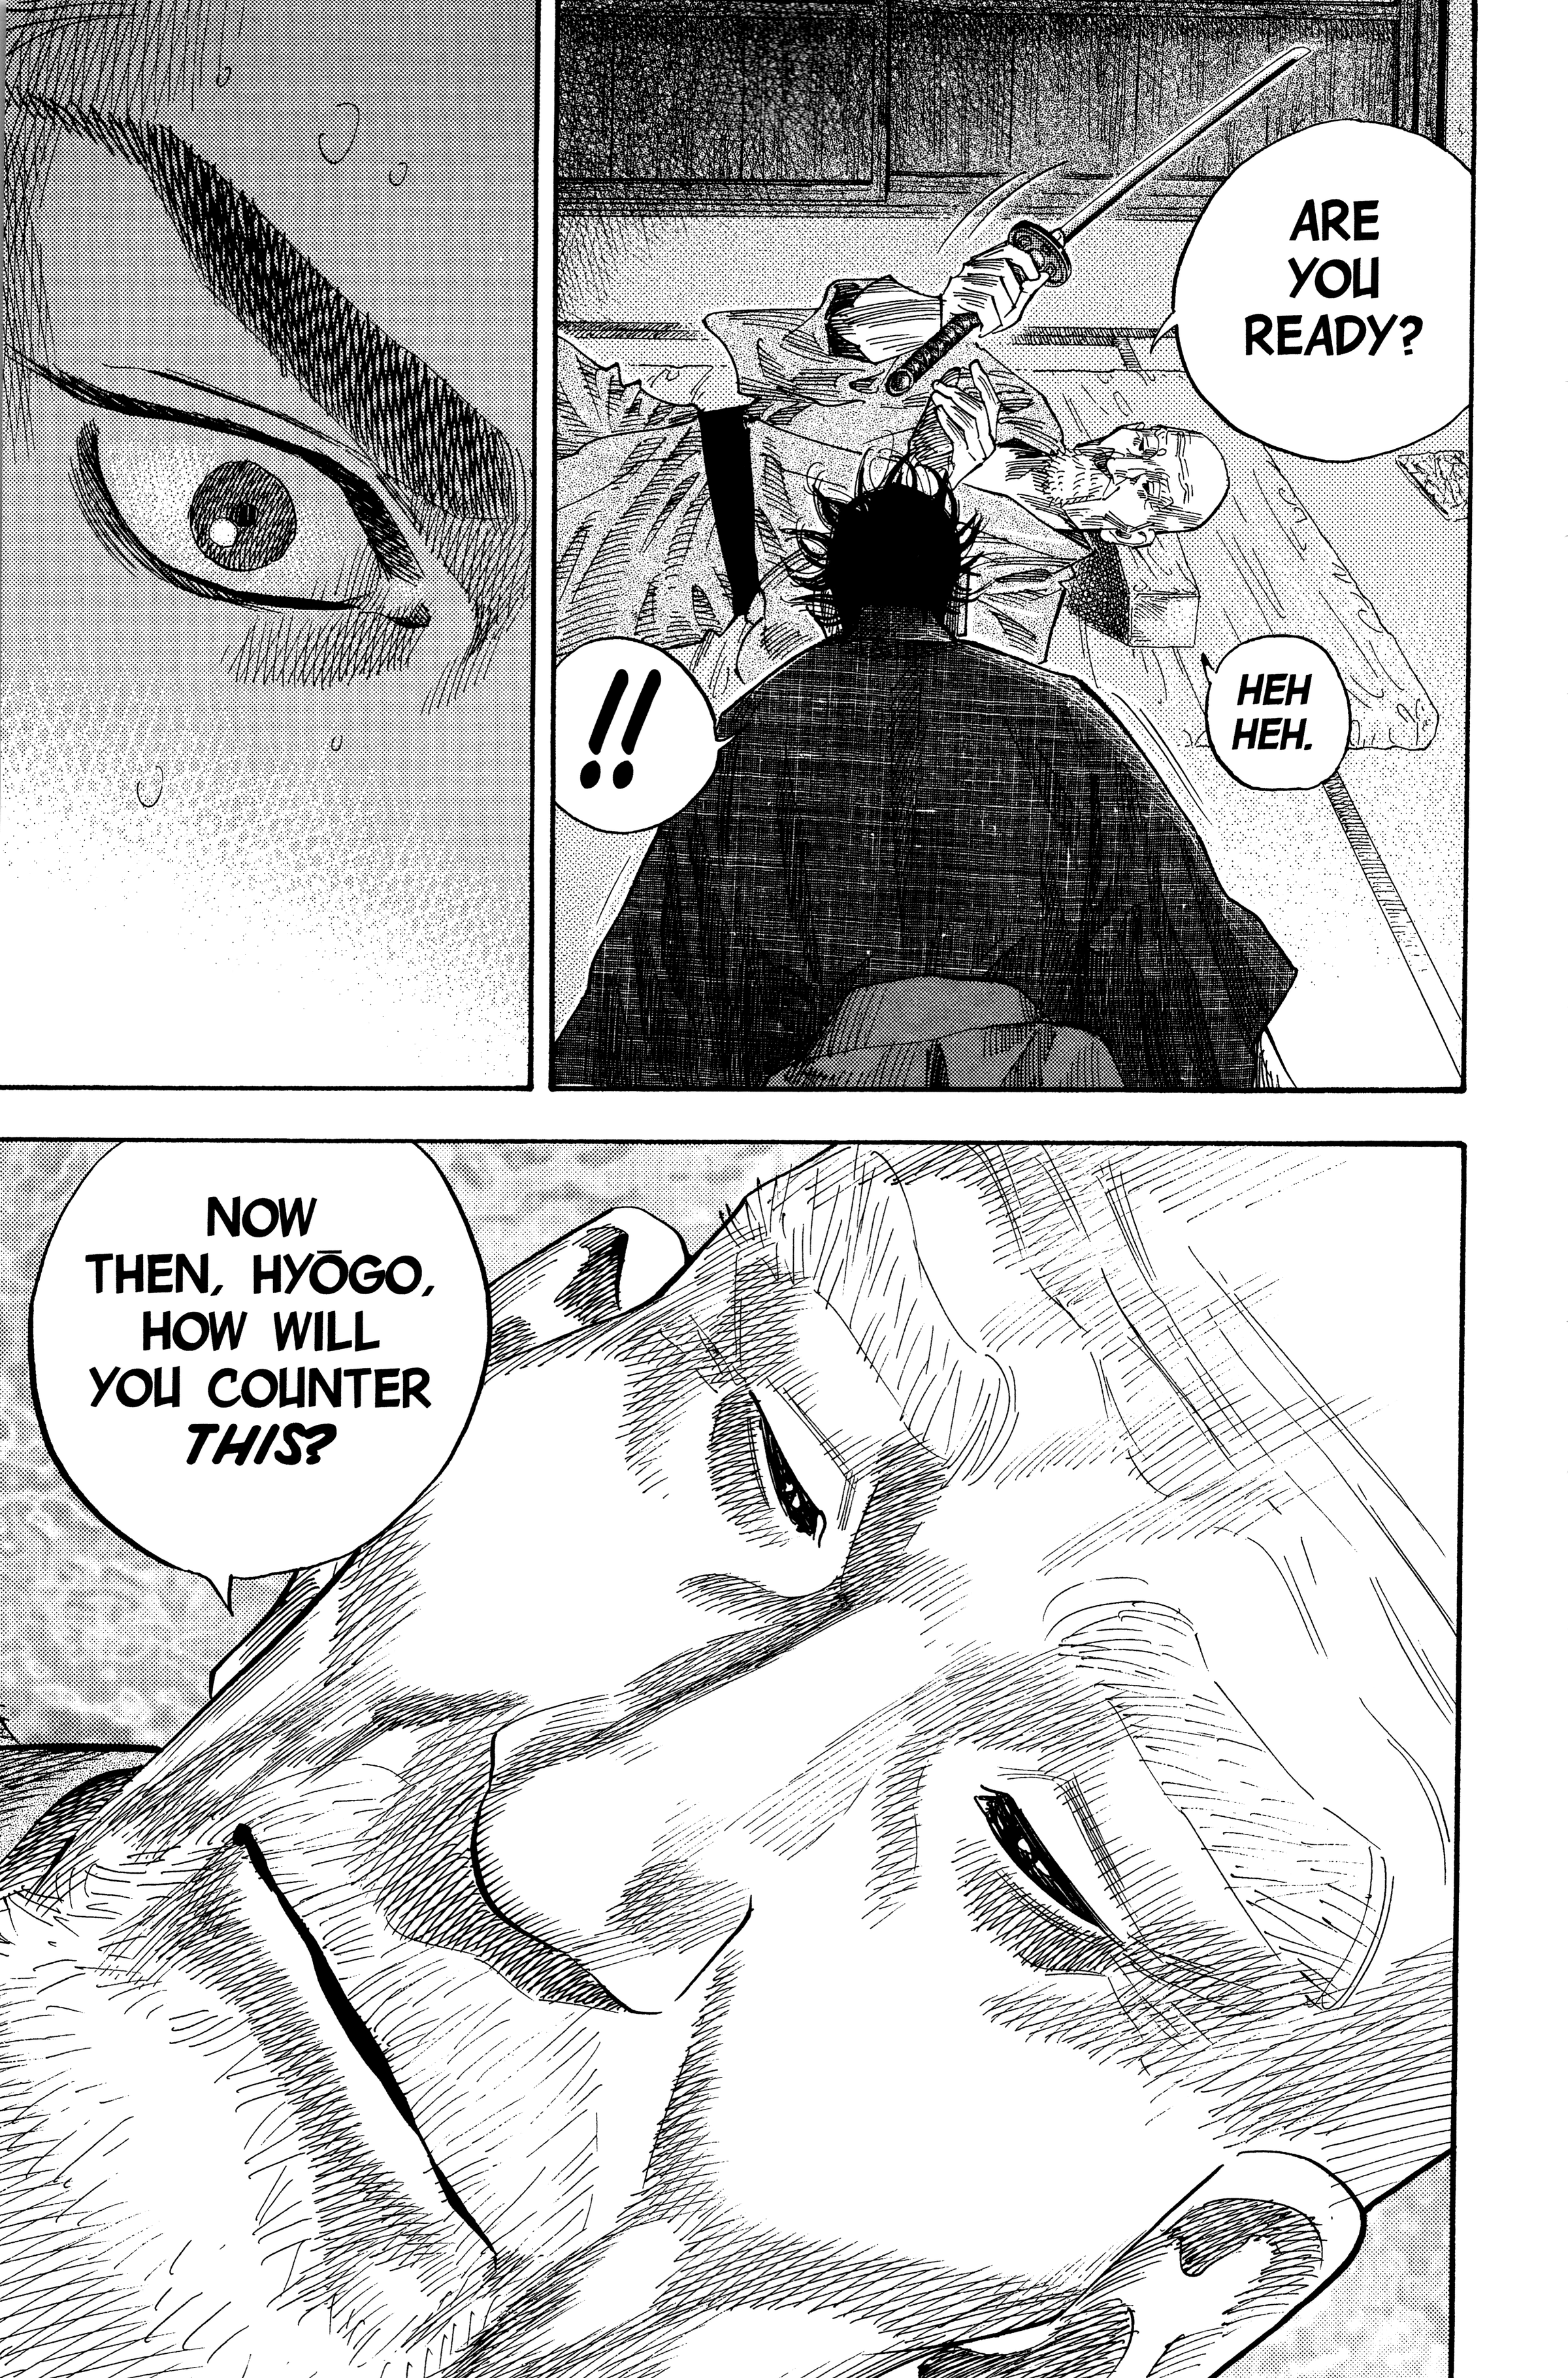 ARE
YOU
READY?
HEH
HEH.
!!
NOW
THEN, HYŌGO,
HOW WILL
YOU COUNTER
THIS?